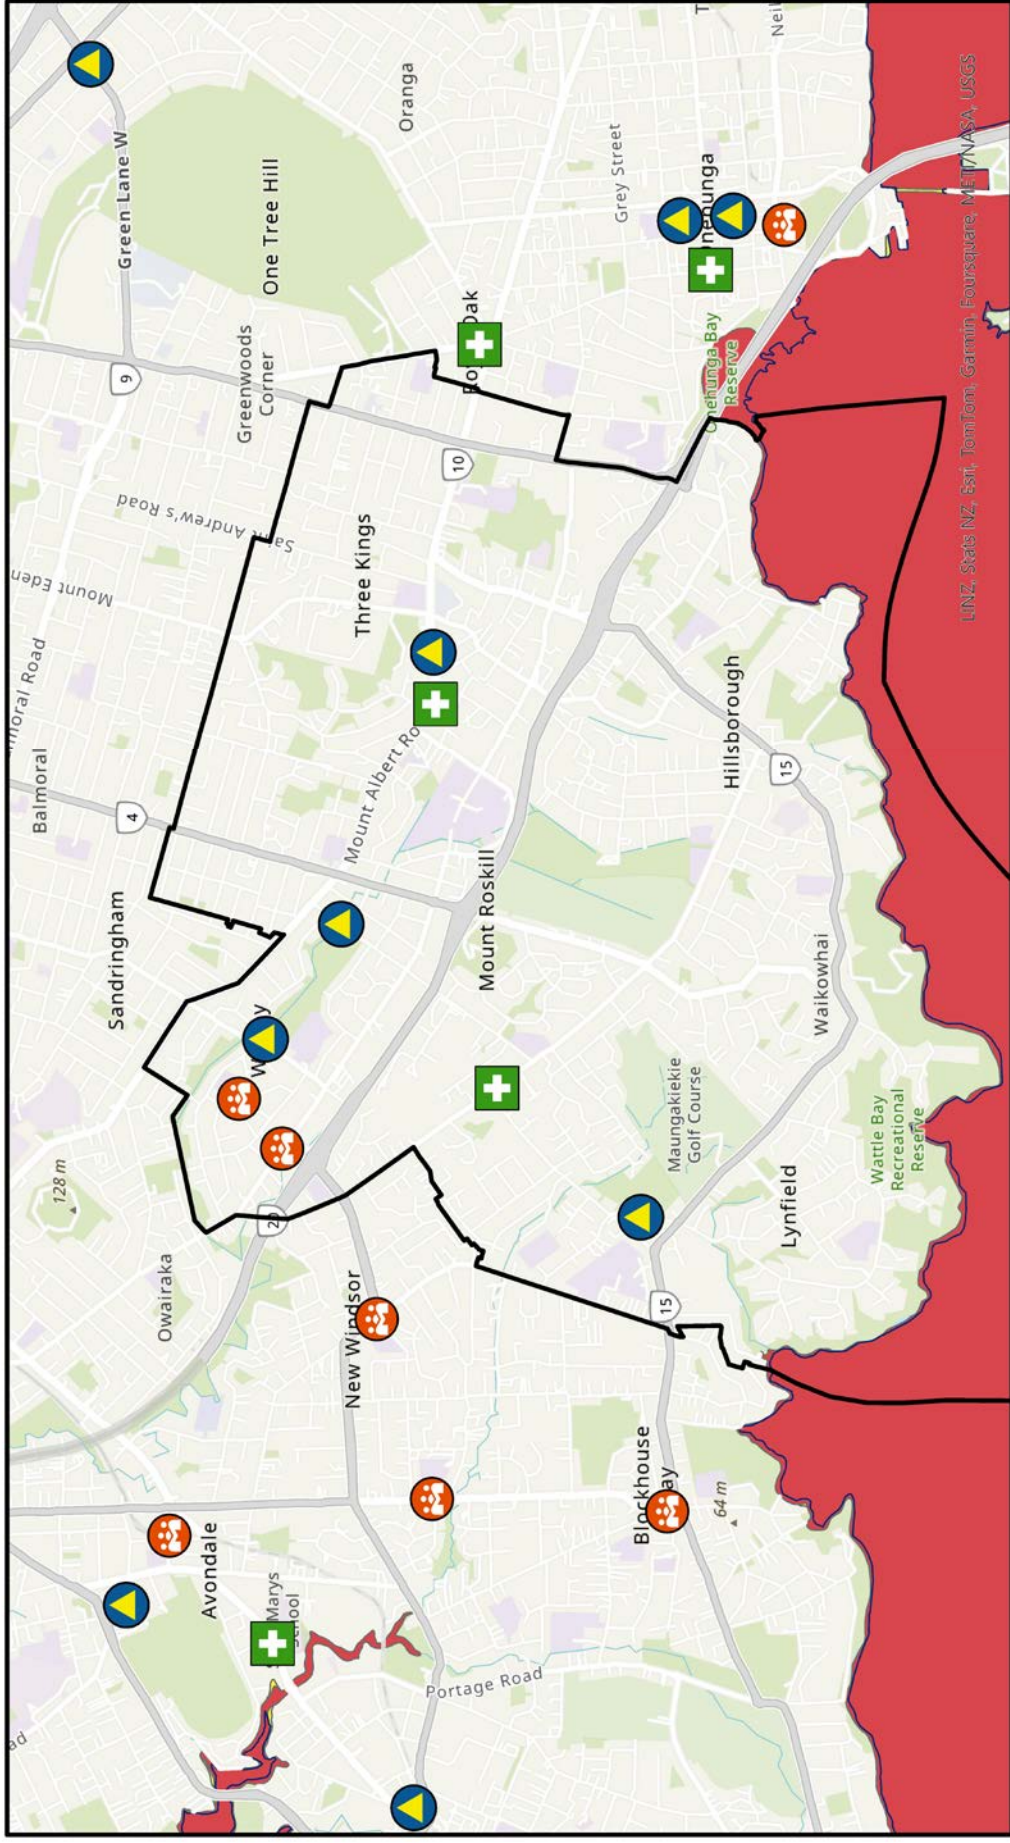 Green Lane W
Oranga
One Tree Hill
Grey Street
Greenwoods
Corner
9
Onehunga Bay
Reserve
10
Saint Andrew's Road
Mount Eden
Three Kings
Balmoral
4
Mount Albert Ro
Hillsborough
15
Sandringham
Mount Roskill
Waikowhai
Maungakiekie
Golf Course
Wattle Bay
Recreational
Reserve
Lynfield
128 m
20
Owairaka
New Windsor
15
Blockhouse
64 m
Avondale
Marys
Portage Road
LINZ, Stats NZ, Esri, TomTom, Garmin, Foursquare, METI/NASA, USGS